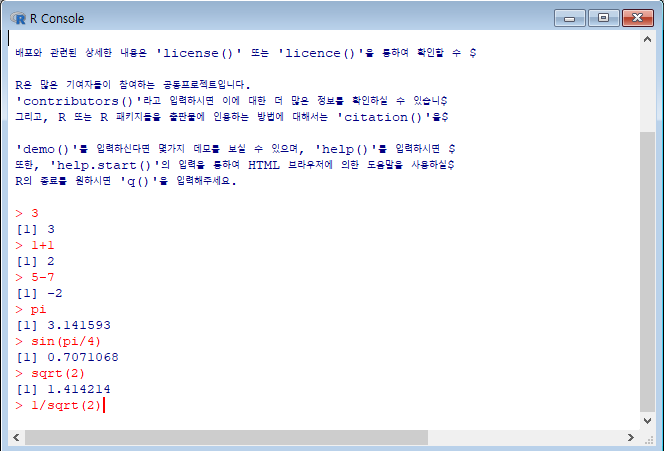 R Console
배포와 관련된 상세한 내용은 'license()' 또는 'licence()'을 통하여 확인할 수 $
R은 많은 기여자들이 참여하는 공동프로젝트입니다.
'contributors()'라고 입력하시면 이에 대한 더 많은 정보를 확인하실 수 있습니$
그리고, R 또는 R 패키지들을 출판물에 인용하는 방법에 대해서는 'citation()'을$
'demo()'를 입력하신다면 몇가지 데모를 보실 수 있으며, 'help()'를 입력하시면 $
또한, 'help.start()'의 입력을 통하여 HTML 브라우저에 의한 도움말을 사용하실$
R의 종료를 원하시면 'q()'을 입력해주세요.
> 3
[1] 3
> 1+1
[1] 2
> 5-7
[1] -2
> pi
[1] 3.141593
> sin(pi/4)
[1] 0.7071068
> sqrt(2)
[1] 1.414214
> 1/sqrt(2)